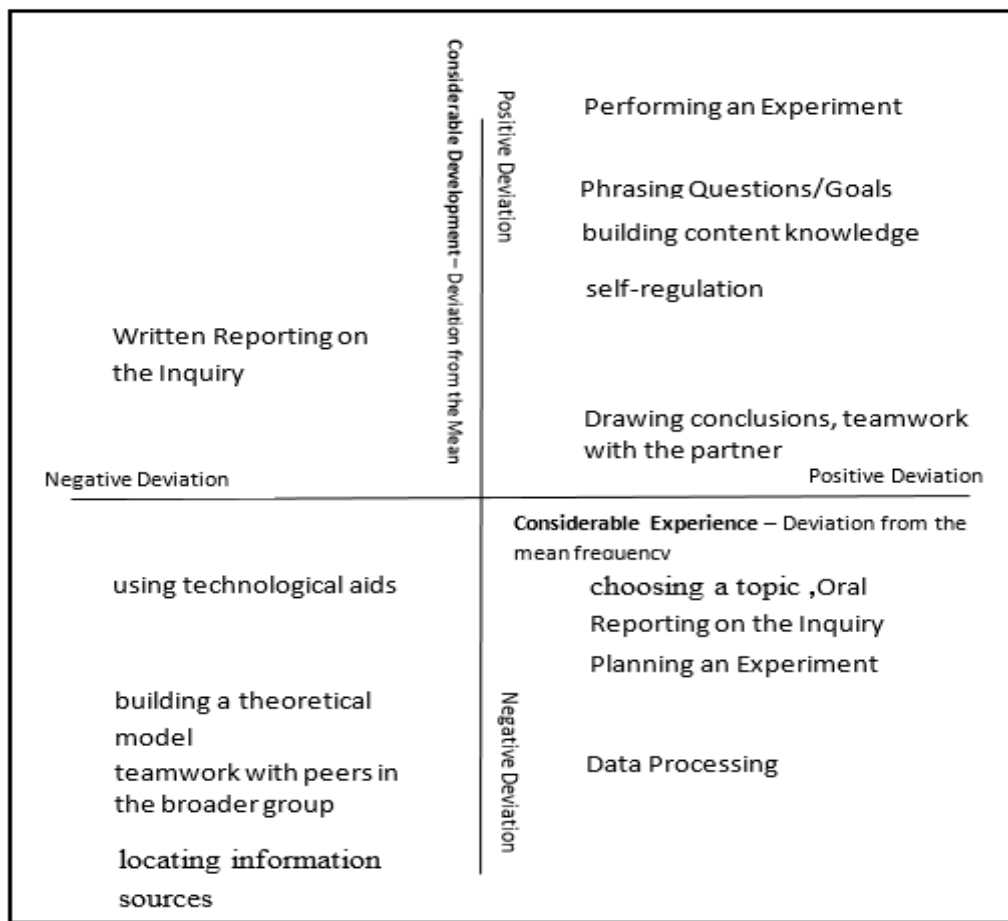 Considerable Development – Deviation from the Mean
Positive Deviation
Performing an Experiment
Phrasing Questions/Goals
building content knowledge
self-regulation
Written Reporting on
the Inquiry
Drawing conclusions, teamwork
with the partner
Negative Deviation
Positive Deviation
Considerable Experience – Deviation from the
mean frequency
using technological aids
choosing a topic ,Oral
Reporting on the Inquiry
Planning an Experiment
building a theoretical
model
teamwork with peers in
the broader group
Negative Deviation
Data Processing
locating information
sources